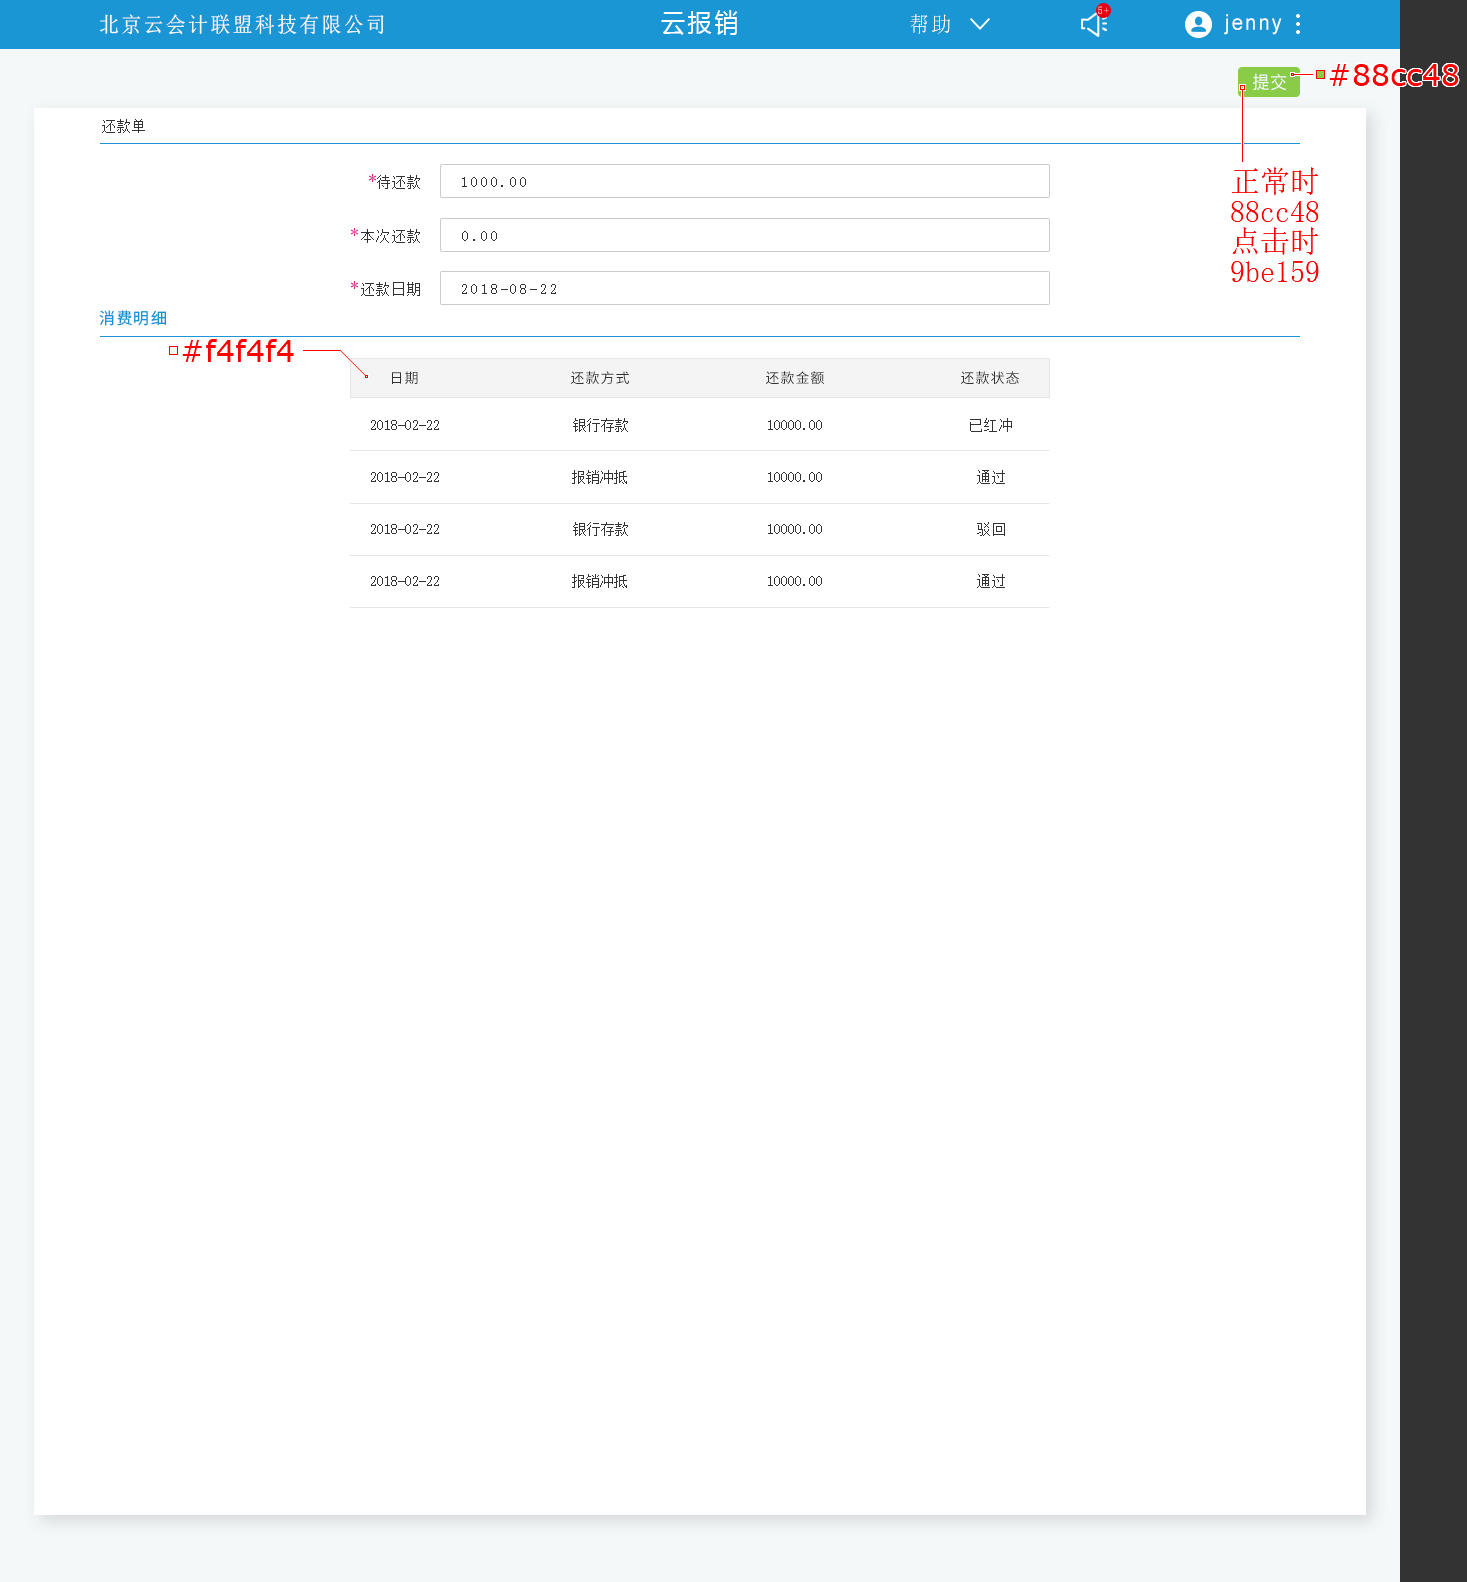 北京云会计联盟科技有限公司 云报销 帮助 5+ jenny
提交 #88cc48
还款单
*待还款 1000.00
正常时
88cc48
点击时
9be159
*本次还款 0.00
*还款日期 2018-08-22
消费明细
#f4f4f4
日期 还款方式 还款金额 还款状态
2018-02-22 银行存款 10000.00 已红冲
2018-02-22 报销冲抵 10000.00 通过
2018-02-22 银行存款 10000.00 驳回
2018-02-22 报销冲抵 10000.00 通过